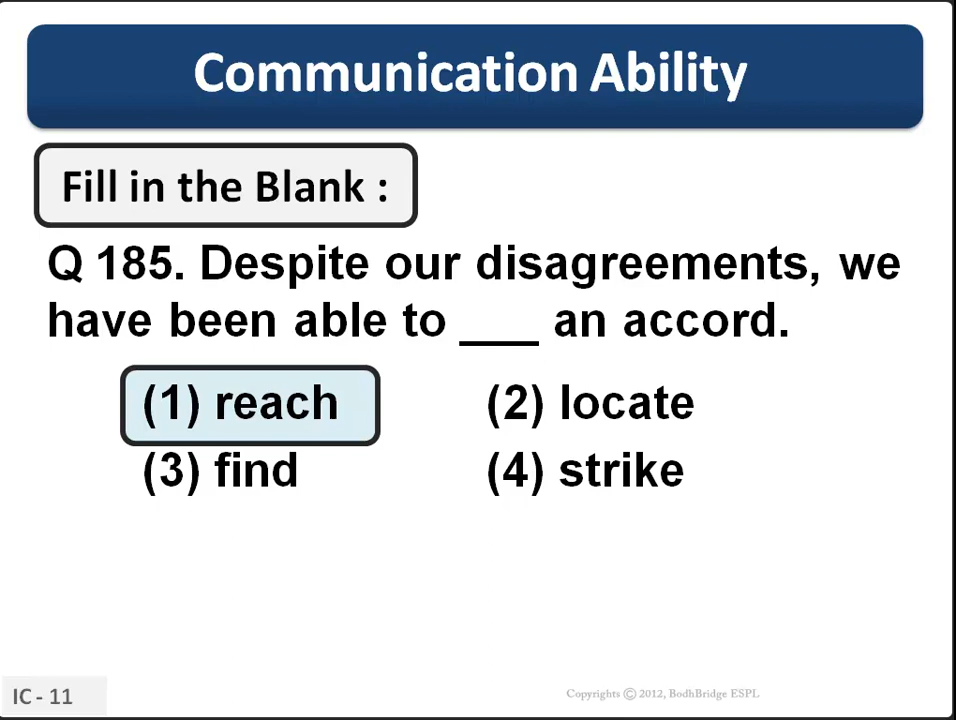 Communication Ability
Fill in the Blank :
Q 185. Despite our disagreements, we
have been able to ___ an accord.
(1) reach (2) locate
(3) find (4) strike
IC - 11
Copyrights © 2012, BodhBridge ESPL